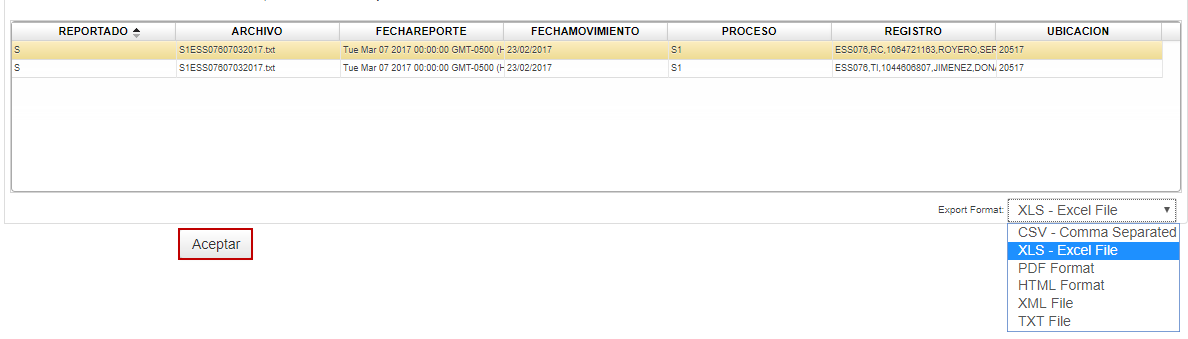 REPORTADO ARCHIVO FECHAREPORTE FECHAMOVIMIENTO PROCESO REGISTRO UBICACION
S S1ESS07607032017.txt Tue Mar 07 2017 00:00:00 GMT-0500 (H 23/02/2017 S1 ESS076,RC,1064721163,ROYERO,SER 20517
S S1ESS07607032017.txt Tue Mar 07 2017 00:00:00 GMT-0500 (H 23/02/2017 S1 ESS076,TI,1044606807,JIMENEZ,DON 20517
Export Format: XLS - Excel File
Aceptar
CSV - Comma Separated
XLS - Excel File
PDF Format
HTML Format
XML File
TXT File